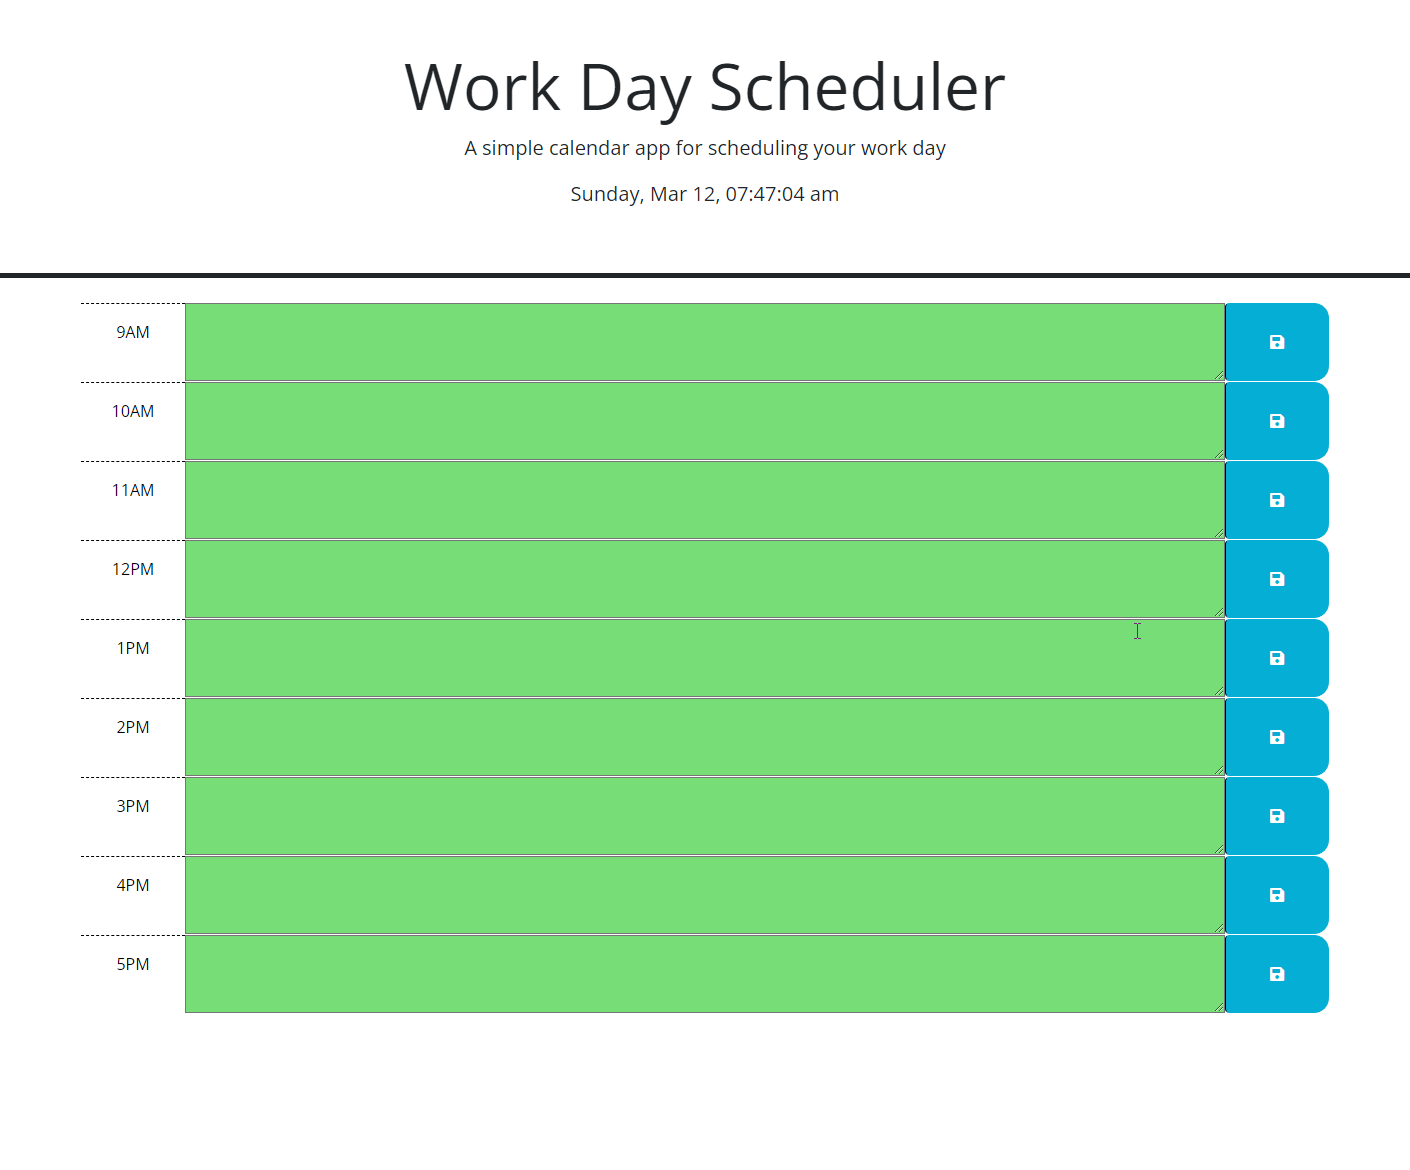 Work Day Scheduler
A simple calendar app for scheduling your work day
Sunday, Mar 12, 07:47:04 am
9AM
10AM
11AM
12PM
1PM
2PM
3PM
4PM
5PM